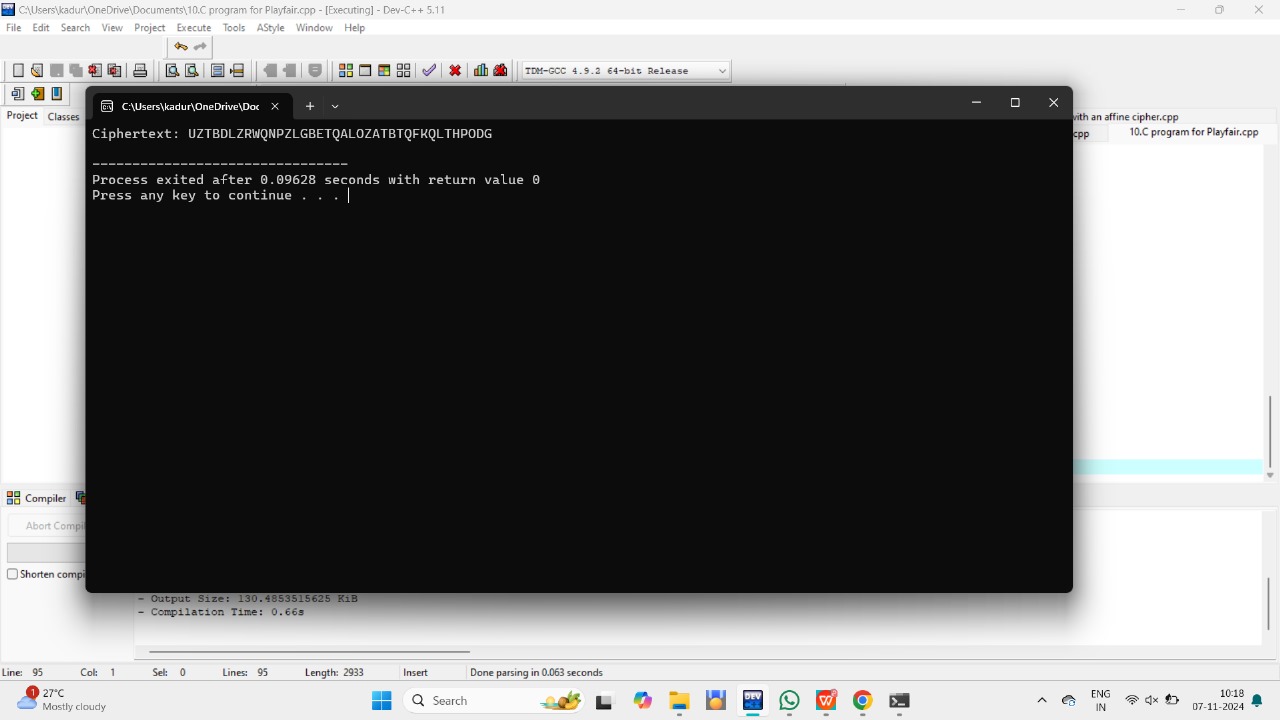 C:\Users\kadur\OneDrive\Documents\10.C program for Playfair.cpp - [Executing] - Dev-C++ 5.11
File Edit Search View Project Execute Tools AStyle Window Help
TDM-GCC 4.9.2 64-bit Release
Project Classes
with an affine cipher.cpp
cpp 10.C program for Playfair.cpp
C:\Users\kadur\OneDrive\Doc
Ciphertext: UZTBDLZRWQNPZLGBETQALOZATBTQFKQLTHPODG
--------------------------------
Process exited after 0.09628 seconds with return value 0
Press any key to continue . . .
Compiler
Abort Compil
Shorten compi
- Output Size: 130.4853515625 KiB
- Compilation Time: 0.66s
Line: 95 Col: 1 Sel: 0 Lines: 95 Length: 2933 Insert Done parsing in 0.063 seconds
1
27°C
Mostly cloudy
Search
DEV
ENG
IN
10:18
07-11-2024